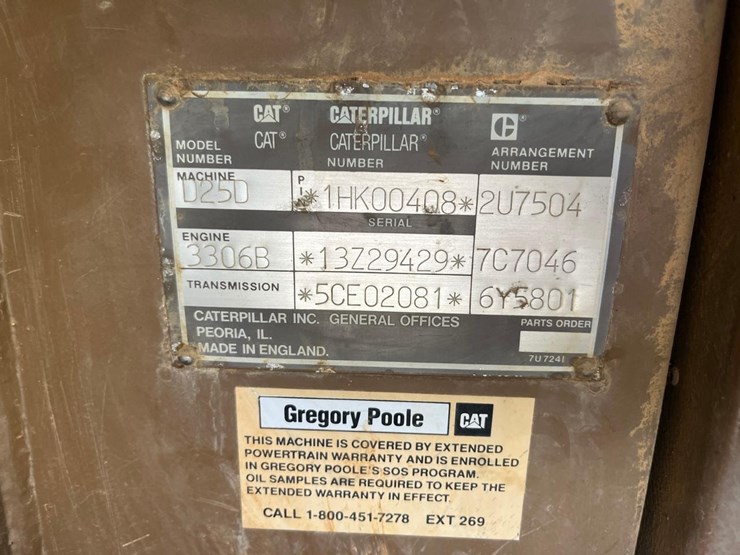 CAT® CATERPILLAR®
MODEL NUMBER CAT® CATERPILLAR® NUMBER ARRANGEMENT NUMBER
MACHINE D25D PI *1HK00408* 2U7504
SERIAL
ENGINE 3306B *13Z29429* 7C7046
TRANSMISSION *5CE02081* 6Y5801
CATERPILLAR INC. GENERAL OFFICES PARTS ORDER
PEORIA, IL.
MADE IN ENGLAND. 7U7241
Gregory Poole CAT
THIS MACHINE IS COVERED BY EXTENDED
POWERTRAIN WARRANTY AND IS ENROLLED
IN GREGORY POOLE'S SOS PROGRAM.
OIL SAMPLES ARE REQUIRED TO KEEP THE
EXTENDED WARRANTY IN EFFECT.
CALL 1-800-451-7278 EXT 269